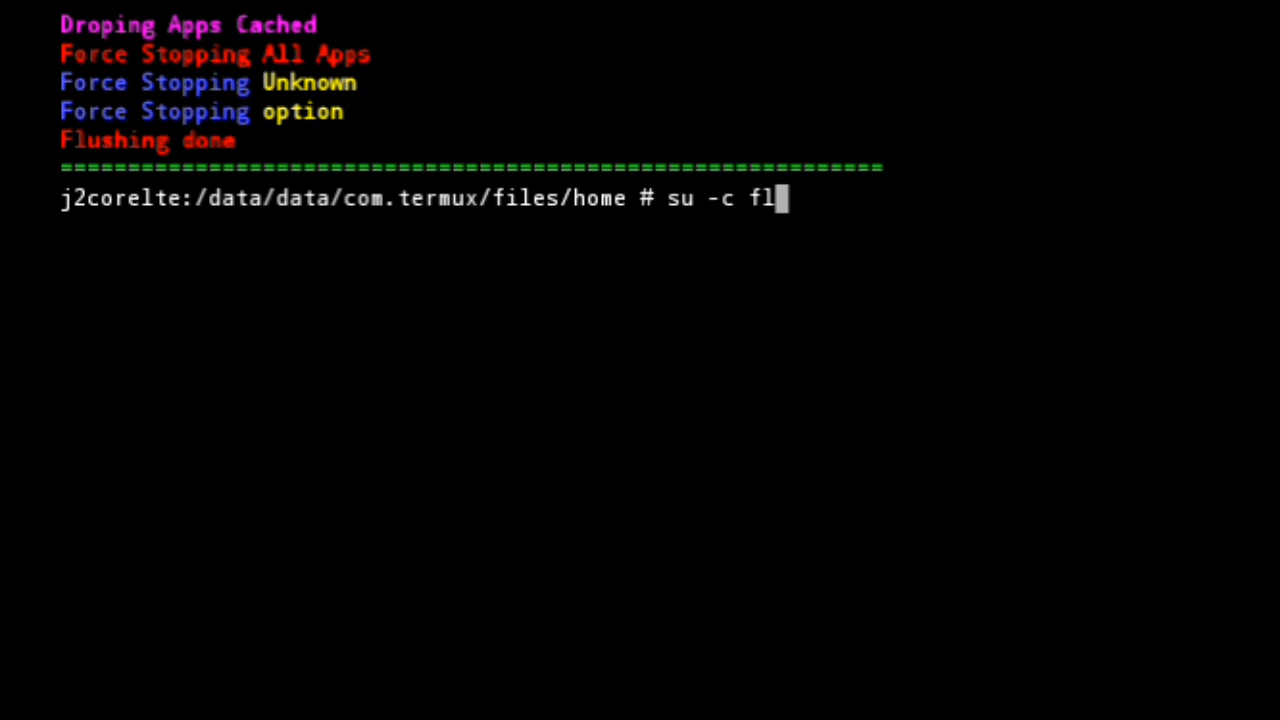 Droping Apps Cached
Force Stopping All Apps
Force Stopping Unknown
Force Stopping option
Flushing done
=============================================================
j2corelte:/data/data/com.termux/files/home # su -c fl